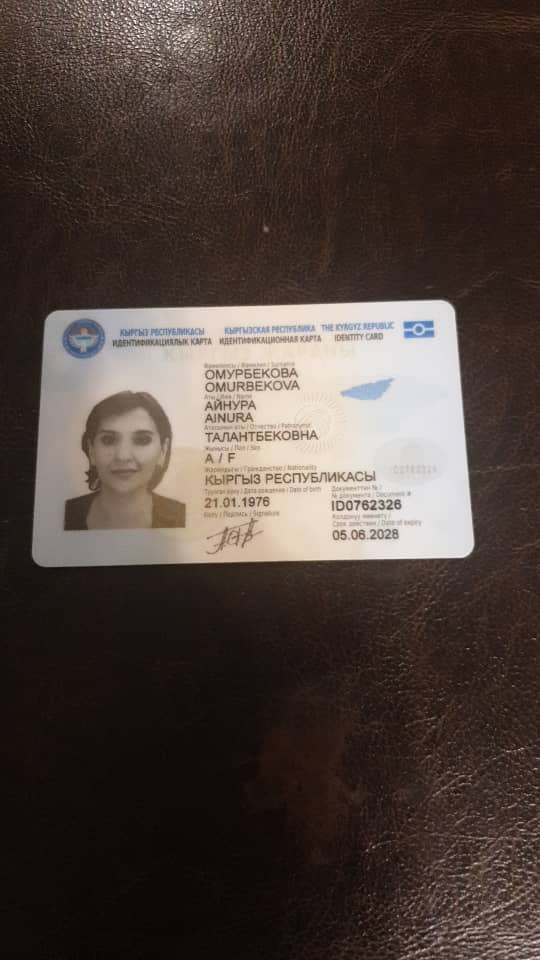 КЫРГЫЗ РЕСПУБЛИКАСЫ КЫРГЫЗСКАЯ РЕСПУБЛИКА THE KYRGYZ REPUBLIC
ИДЕНТИФИКАЦИЯЛЫК КАРТА ИДЕНТИФИКАЦИОННАЯ КАРТА IDENTITY CARD
Фамилиясы / Фамилия / Surname
ОМУРБЕКОВА
OMURBEKOVA
Аты / Имя / Name
АЙНУРА
AINURA
Атасынын аты / Отчество / Patronymic
ТАЛАНТБЕКОВНА
Жынысы / Пол / Sex
А / F
Жарандыгы / Гражданство / Nationality
КЫРГЫЗ РЕСПУБЛИКАСЫ
Туулган күнү / Дата рождения / Date of birth
21.01.1976
Документтин № /
№ документа / Document #
ID0762326
Колу / Подпись / Signature
Колдонуу мөөнөтү /
Срок действия / Date of expiry
05.06.2028